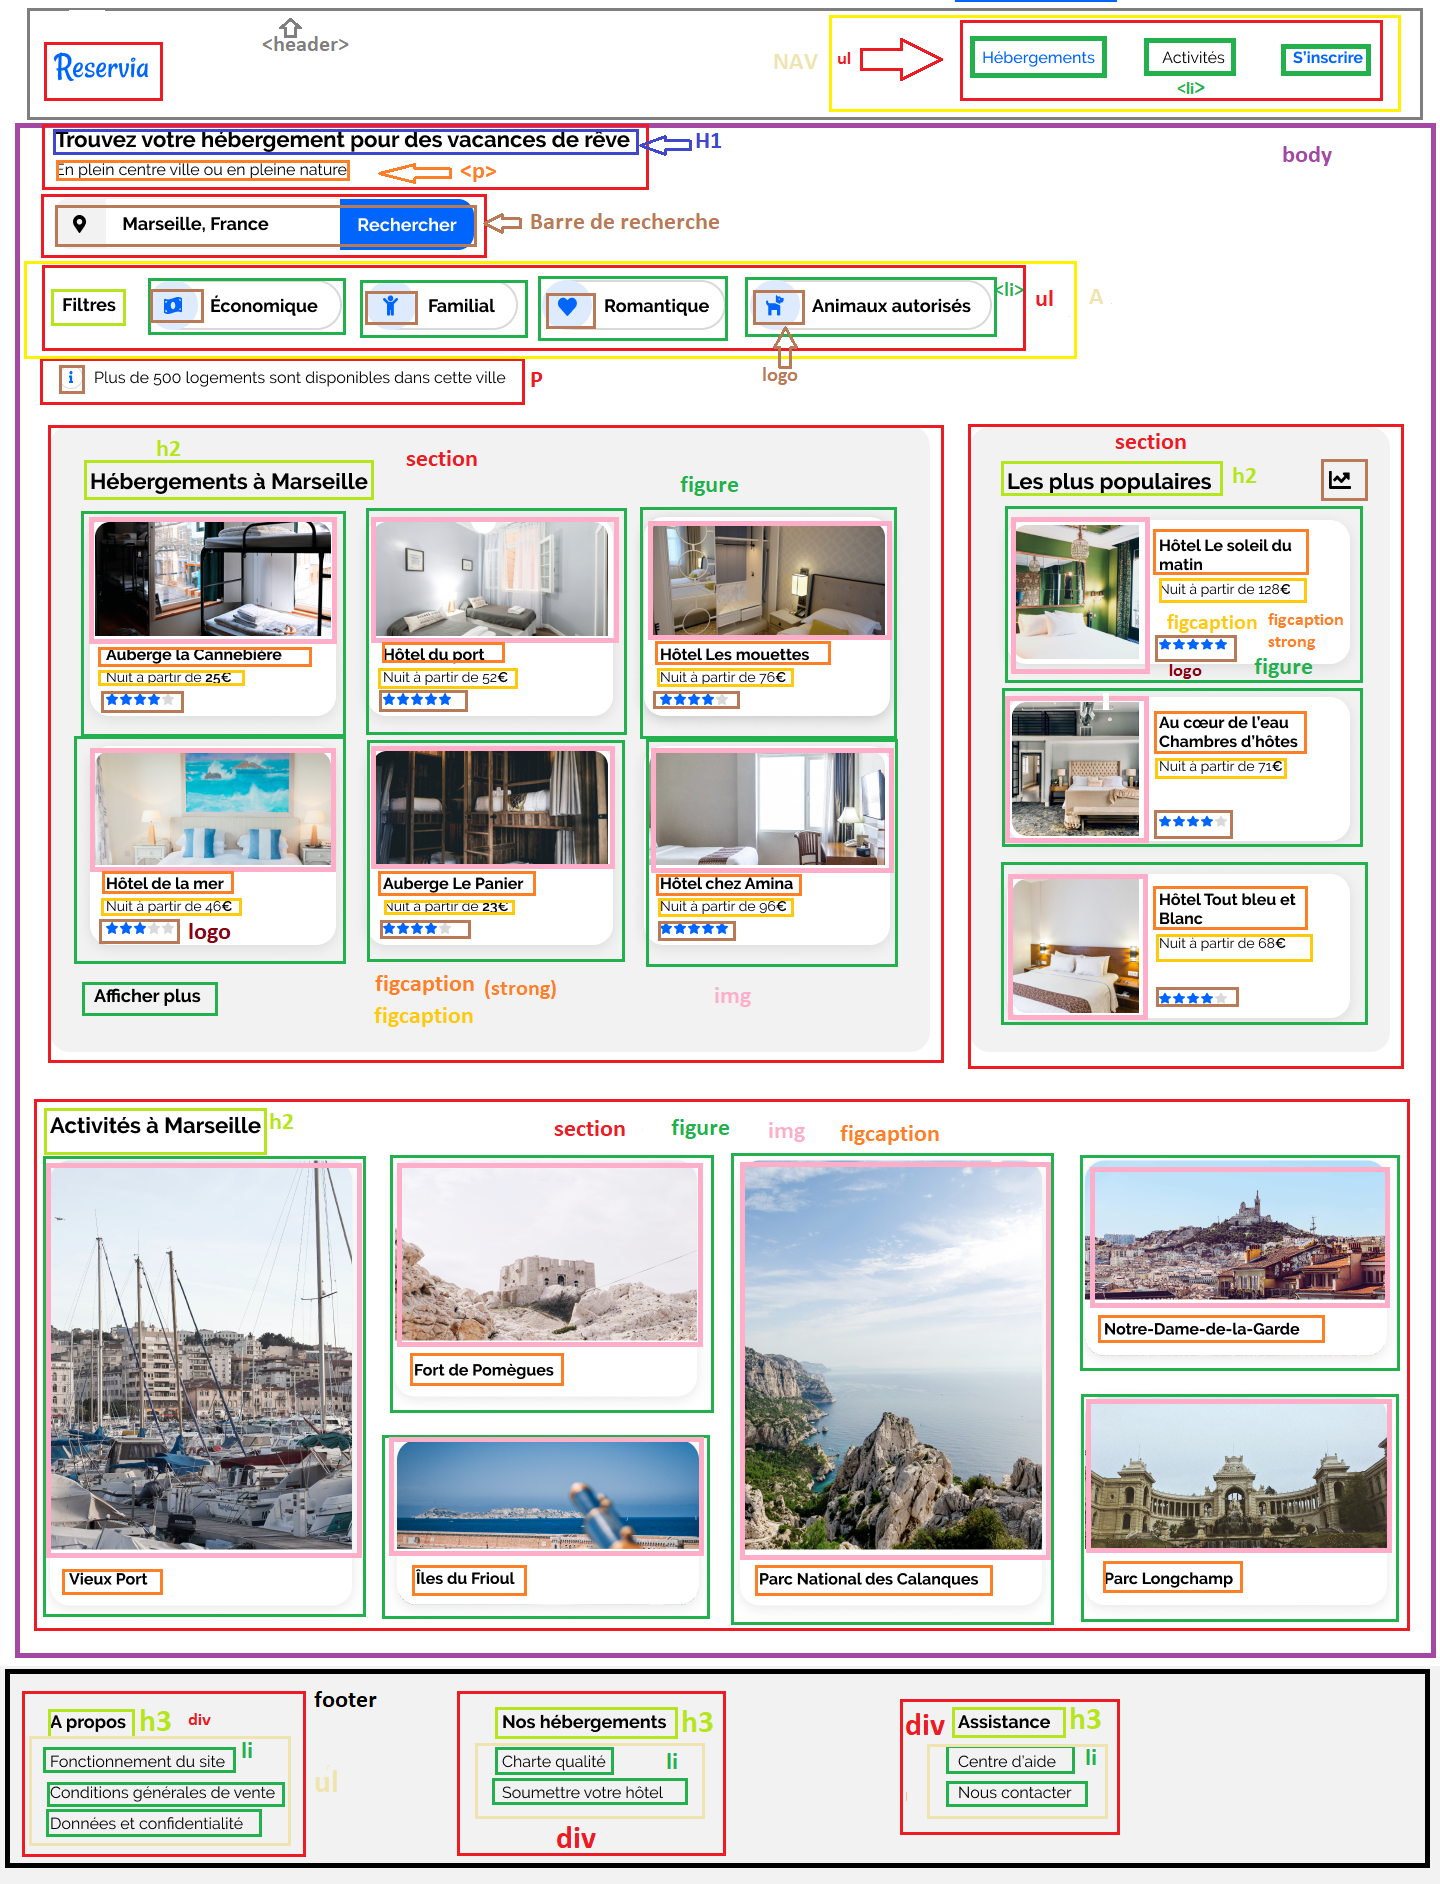 <header>
Reservia
NAV
ul
Hébergements
Activités
S'inscrire
<li>
Trouvez votre hébergement pour des vacances de rêve
H1
body
En plein centre ville ou en pleine nature
<p>
Marseille, France
Rechercher
Barre de recherche
Filtres
Économique
Familial
Romantique
Animaux autorisés
<li>
ul
A
logo
Plus de 500 logements sont disponibles dans cette ville
P
h2
section
Hébergements à Marseille
figure
Auberge la Cannebière
Nuit à partir de 25€
Hôtel du port
Nuit à partir de 52€
Hôtel Les mouettes
Nuit à partir de 76€
Hôtel de la mer
Nuit à partir de 46€
logo
Auberge Le Panier
Nuit à partir de 23€
Hôtel chez Amina
Nuit à partir de 96€
Afficher plus
figcaption (strong)
figcaption
img
section
Les plus populaires
h2
Hôtel Le soleil du
matin
Nuit à partir de 128€
figcaption
figcaption
strong
logo
figure
Au cœur de l'eau
Chambres d'hôtes
Nuit à partir de 71€
Hôtel Tout bleu et
Blanc
Nuit à partir de 68€
Activités à Marseille
h2
section
figure
img
figcaption
Vieux Port
Fort de Pomègues
Îles du Frioul
Parc National des Calanques
Notre-Dame-de-la-Garde
Parc Longchamp
footer
A propos
h3
div
Fonctionnement du site
li
Conditions générales de vente
Données et confidentialité
ul
Nos hébergements
h3
Charte qualité
li
Soumettre votre hôtel
div
div
Assistance
h3
Centre d'aide
li
Nous contacter